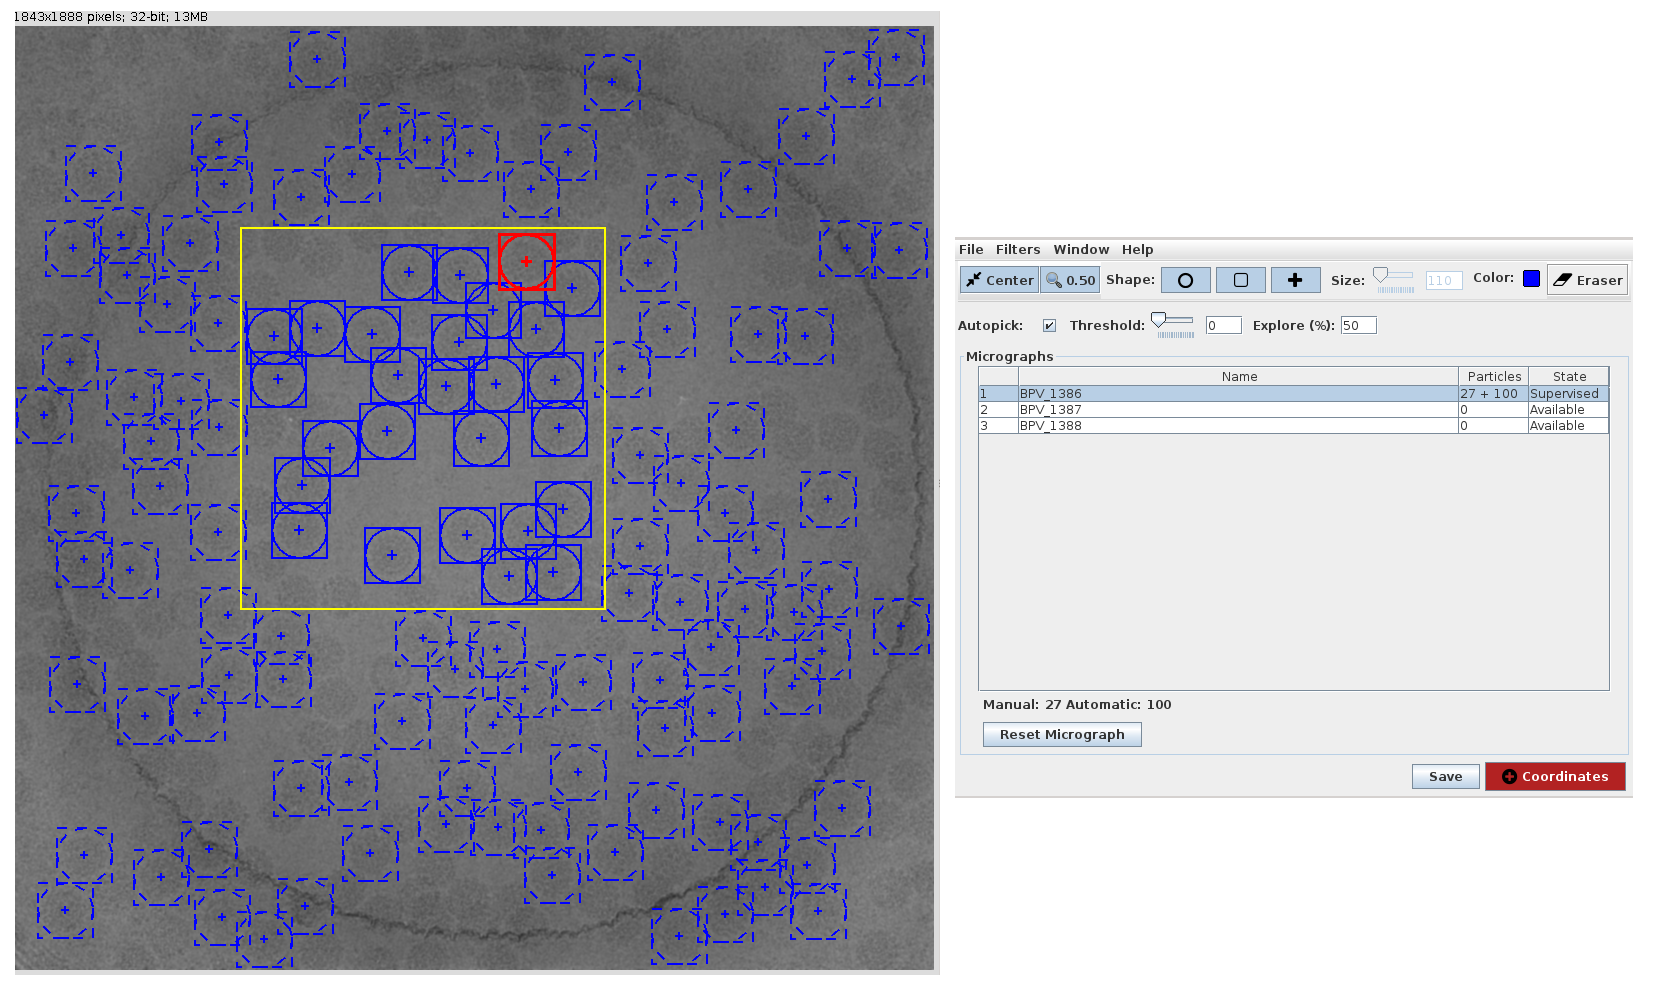 1843x1888 pixels; 32-bit; 13MB
File Filters Window Help
Center 0.50 Shape: Size: 110 Color: Eraser
Autopick: Threshold: 0 Explore (%): 50
Micrographs
Name Particles State
1 BPV_1386 27 + 100 Supervised
2 BPV_1387 0 Available
3 BPV_1388 0 Available
Manual: 27 Automatic: 100
Reset Micrograph
Save Coordinates